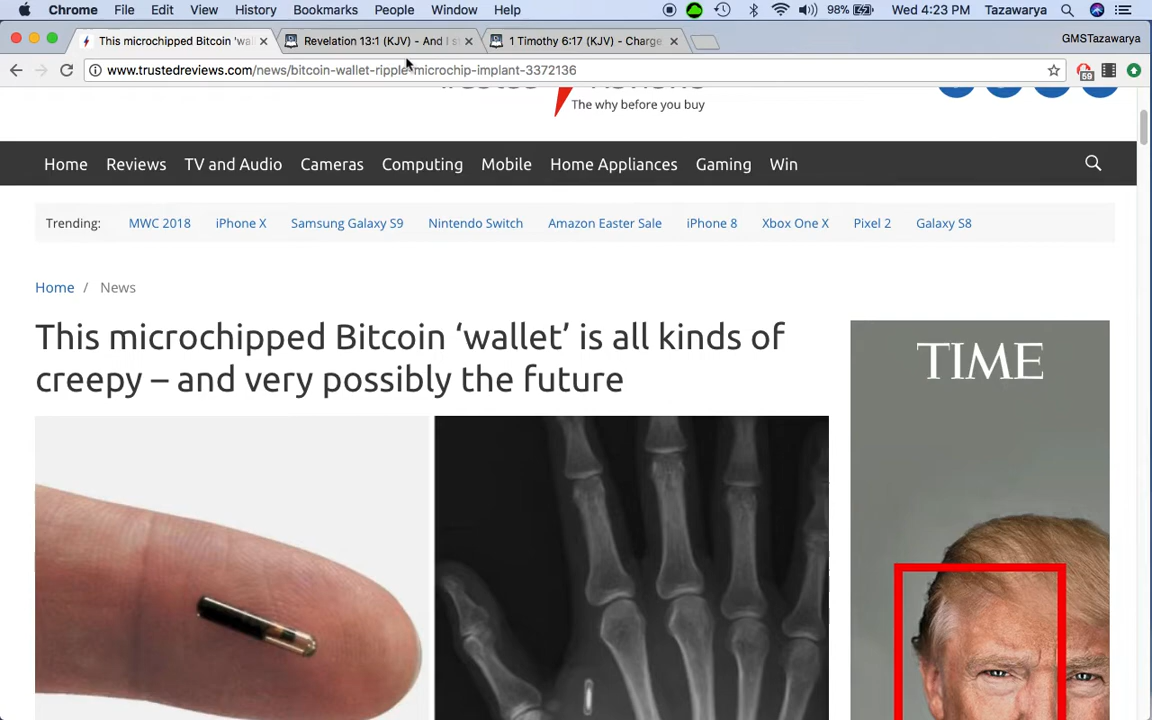 Chrome File Edit View History Bookmarks People Window Help 98% Wed 4:23 PM Tazawarya
This microchipped Bitcoin 'wal Revelation 13:1 (KJV) - And I st 1 Timothy 6:17 (KJV) - Charge GMSTazawarya
www.trustedreviews.com/news/bitcoin-wallet-ripple-microchip-implant-3372136 59
The why before you buy
Home Reviews TV and Audio Cameras Computing Mobile Home Appliances Gaming Win
Trending: MWC 2018 iPhone X Samsung Galaxy S9 Nintendo Switch Amazon Easter Sale iPhone 8 Xbox One X Pixel 2 Galaxy S8
Home / News
This microchipped Bitcoin ‘wallet’ is all kinds of
creepy – and very possibly the future
TIME